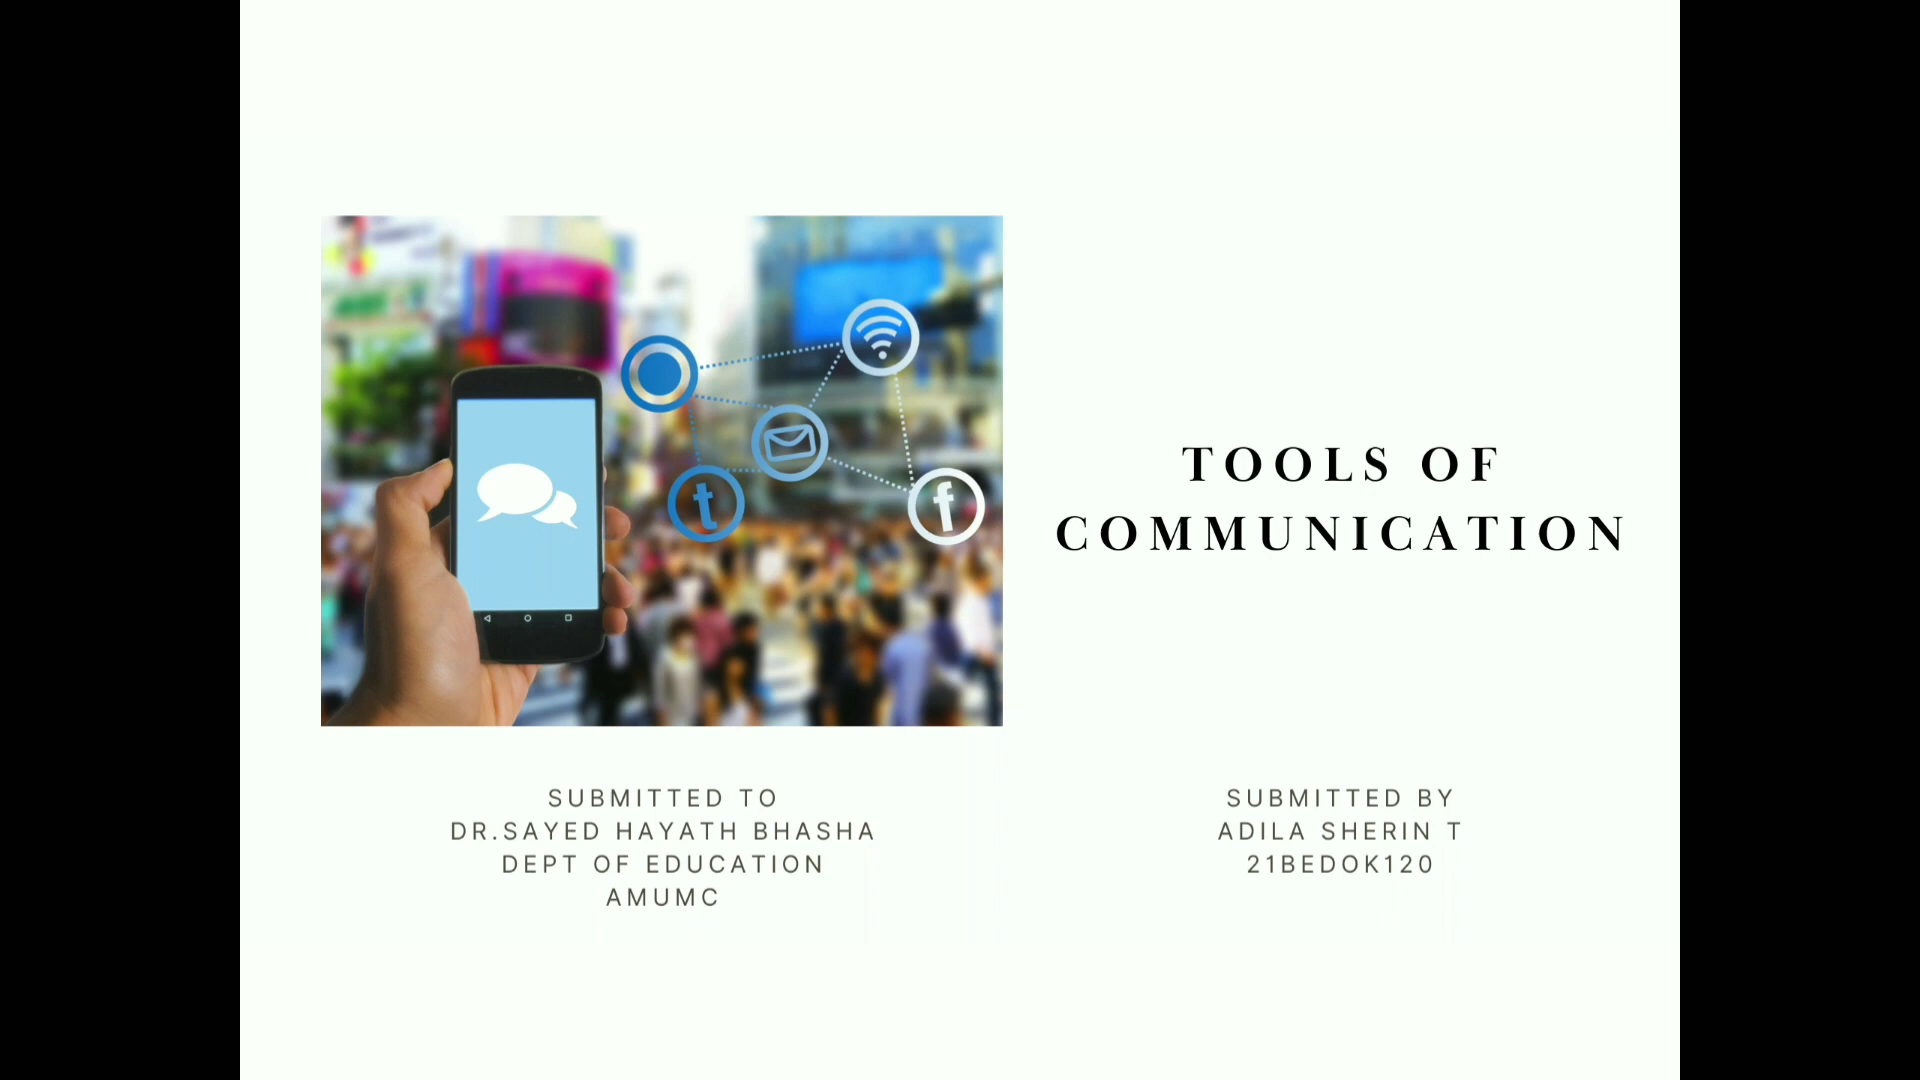 TOOLS OF
COMMUNICATION
SUBMITTED TO
DR.SAYED HAYATH BHASHA
DEPT OF EDUCATION
AMUMC
SUBMITTED BY
ADILA SHERIN T
21BEDOK120
t
f